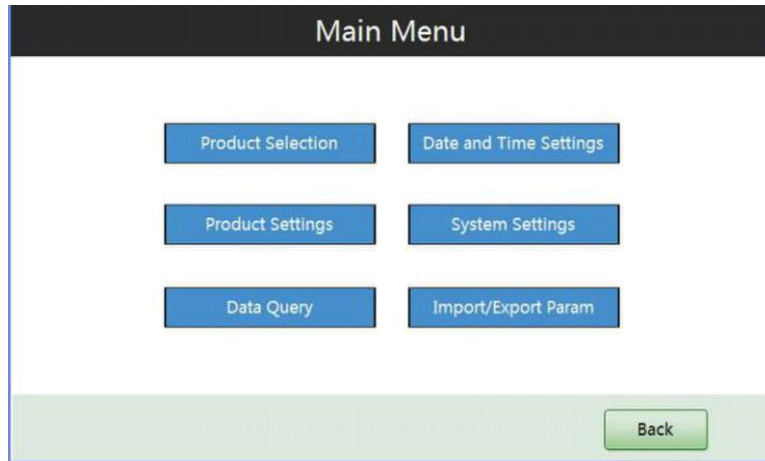 Main Menu
Product Selection
Date and Time Settings
Product Settings
System Settings
Data Query
Import/Export Param
Back